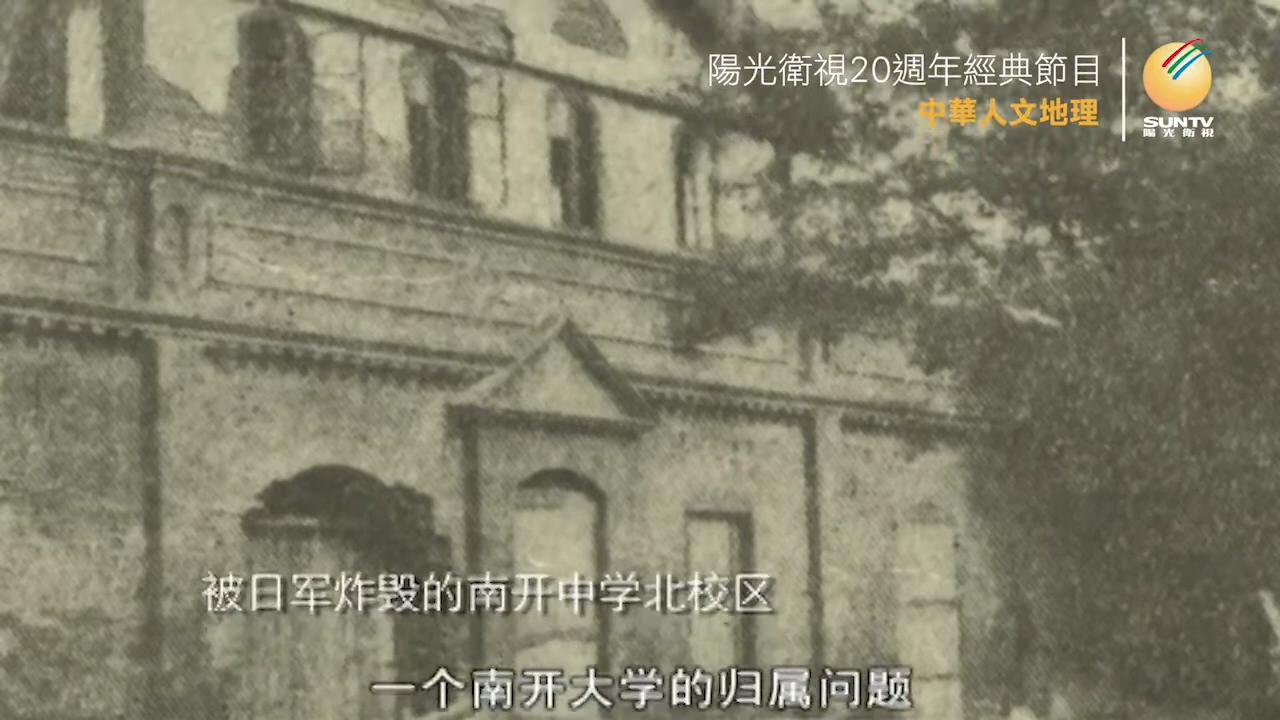 陽光衛視20週年經典節目
中華人文地理
SUNTV
陽光衛視
被日军炸毁的南开中学北校区
一个南开大学的归属问题